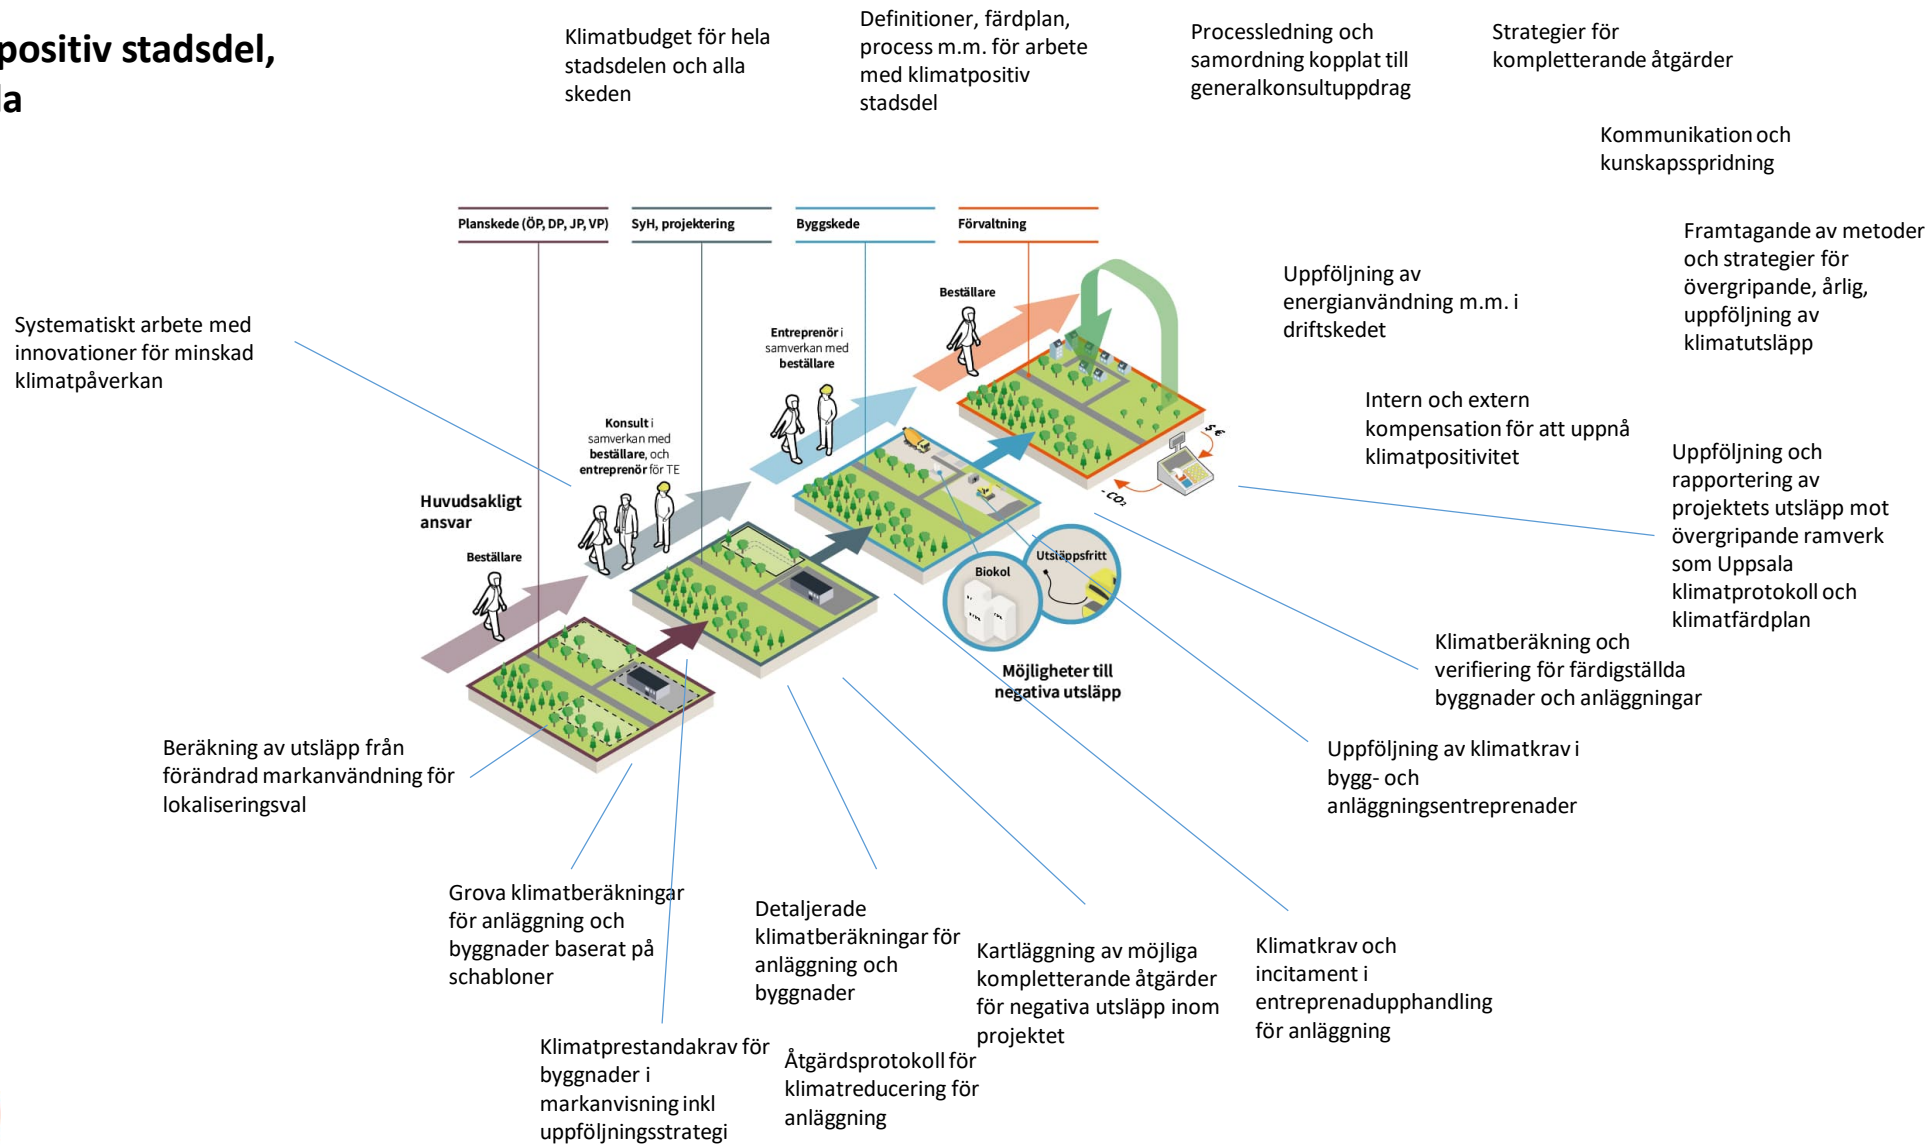 positiv stadsdel,
la
Klimatbudget för hela
stadsdelen och alla
skeden
Definitioner, färdplan,
process m.m. för arbete
med klimatpositiv
stadsdel
Processledning och
samordning kopplat till
generalkonsultuppdrag
Strategier för
kompletterande åtgärder
Kommunikation och
kunskapsspridning
Planskede (ÖP, DP, JP, VP)
SyH, projektering
Byggskede
Förvaltning
Framtagande av metoder
och strategier för
övergripande, årlig,
uppföljning av
klimatutsläpp
Uppföljning av
energianvändning m.m. i
driftskedet
Systematiskt arbete med
innovationer för minskad
klimatpåverkan
Beställare
Entreprenör i
samverkan med
beställare
Konsult i
samverkan med
beställare, och
entreprenör för TE
Huvudsakligt
ansvar
Beställare
Intern och extern
kompensation för att uppnå
klimatpositivitet
$ €
- CO₂
Uppföljning och
rapportering av
projektets utsläpp mot
övergripande ramverk
som Uppsala
klimatprotokoll och
klimatfärdplan
Biokol
Utsläppsfritt
Möjligheter till
negativa utsläpp
Klimatberäkning och
verifiering för färdigställda
byggnader och anläggningar
Beräkning av utsläpp från
förändrad markanvändning för
lokaliseringsval
Uppföljning av klimatkrav i
bygg- och
anläggningsentreprenader
Grova klimatberäkningar
för anläggning och
byggnader baserat på
schabloner
Detaljerade
klimatberäkningar för
anläggning och
byggnader
Kartläggning av möjliga
kompletterande åtgärder
för negativa utsläpp inom
projektet
Klimatkrav och
incitament i
entreprenadupphandling
för anläggning
Klimatprestandakrav för
byggnader i
markanvisning inkl
uppföljningsstrategi
Åtgärdsprotokoll för
klimatreducering för
anläggning